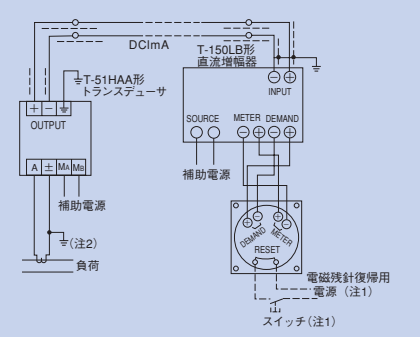 DCImA
T-150LB形
直流増幅器
T-51HAA形
トランスデューサ
+ − 
OUTPUT
− +
INPUT
SOURCE METER DEMAND
− + − +
A ± MA MB
補助電源
補助電源
(注2)
負荷
+ − + −
DEMAND METER
RESET
電磁残針復帰用
電源(注1)
スイッチ(注1)